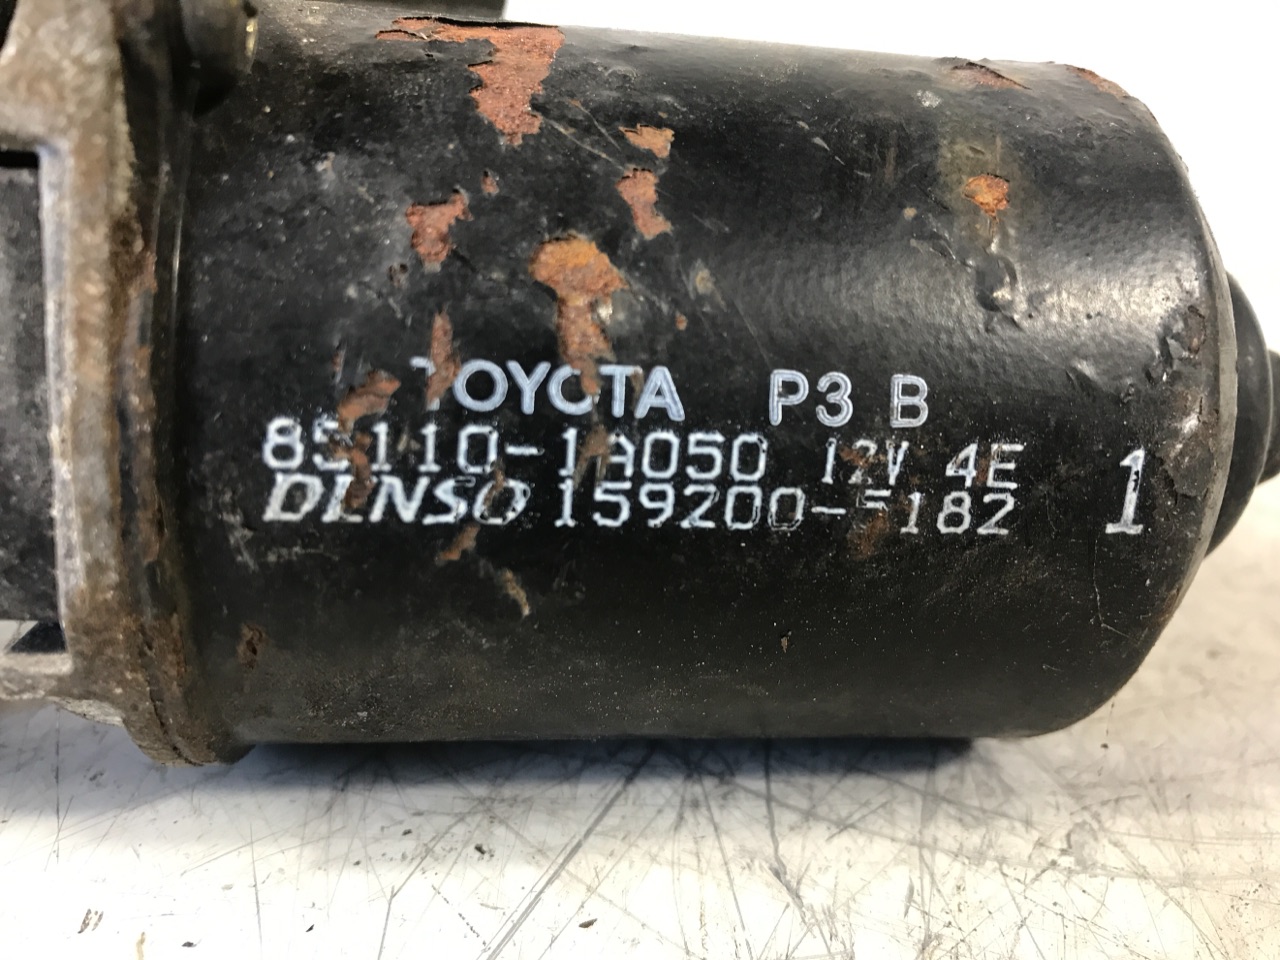 TOYOTA P3 B
85110-1A050 12V 4E
DENSO 159200-5182 1